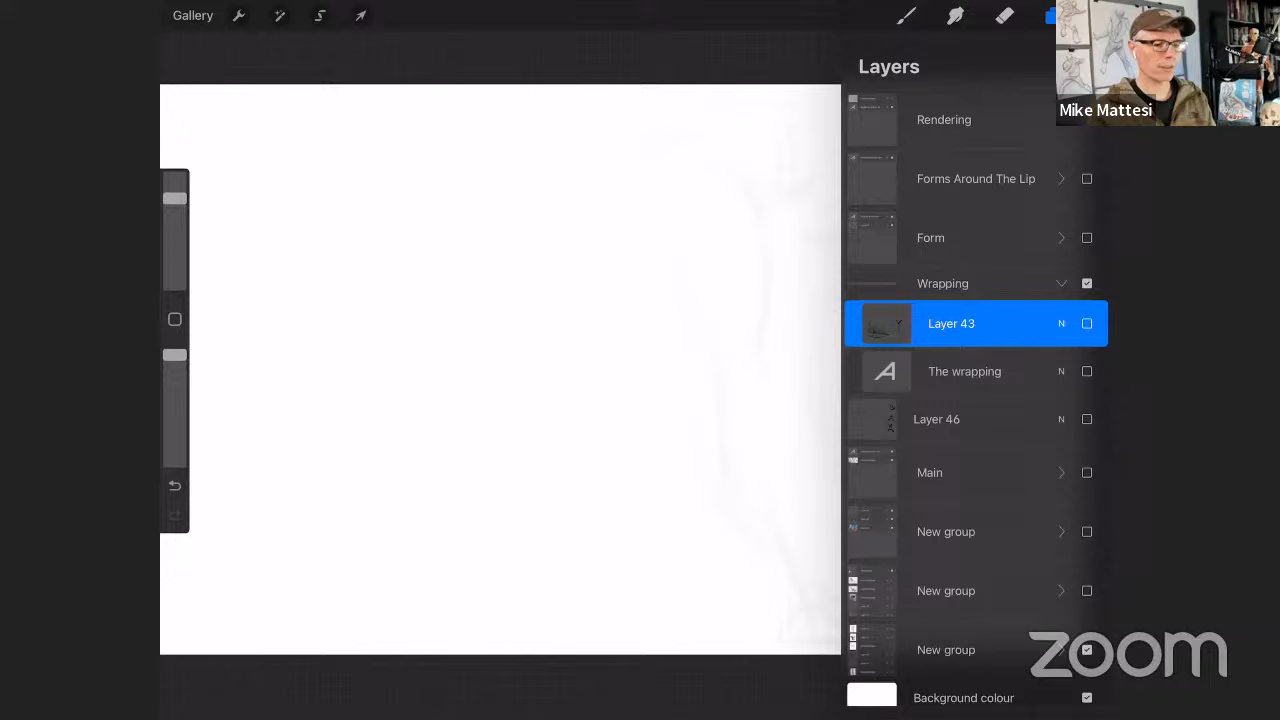 Gallery
Layers
Mike Mattesi
Rendering
Forms Around The Lip
Form
Wrapping
Layer 43 N
A The wrapping N
Layer 46 N
Main
New group
New group
New group
Background colour
zoom